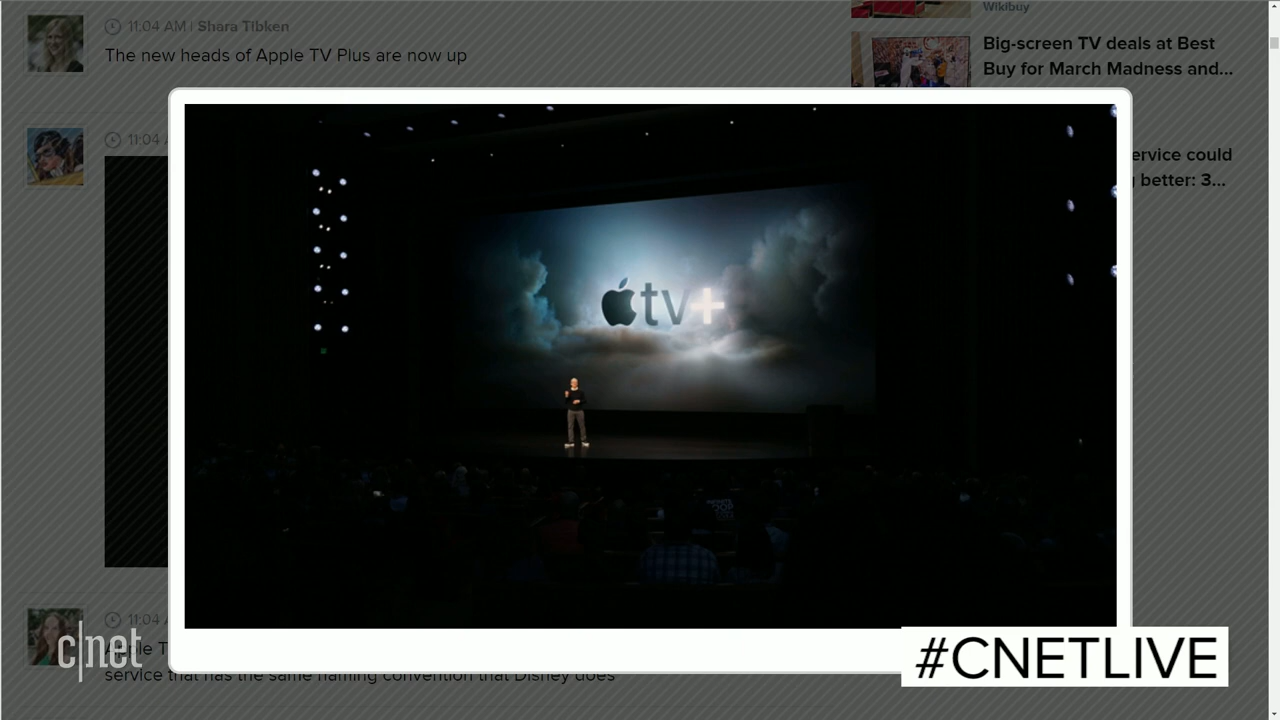 11:04 AM | Shara Tibken
The new heads of Apple TV Plus are now up
Wikibuy
Big-screen TV deals at Best
Buy for March Madness and...
11:04
ervice could
better: 3...
tv+
11:04
Apple T
service that has the same naming convention that Disney does
c|net
#CNETLIVE